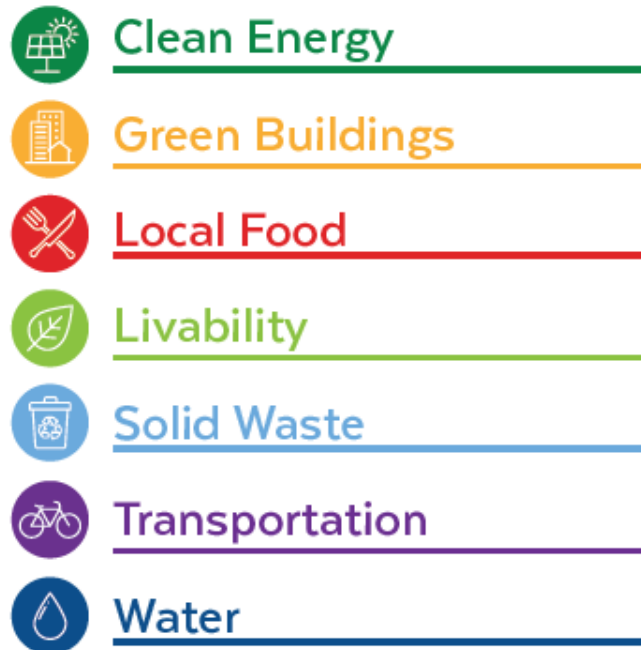 Clean Energy
Green Buildings
Local Food
Livability
Solid Waste
Transportation
Water